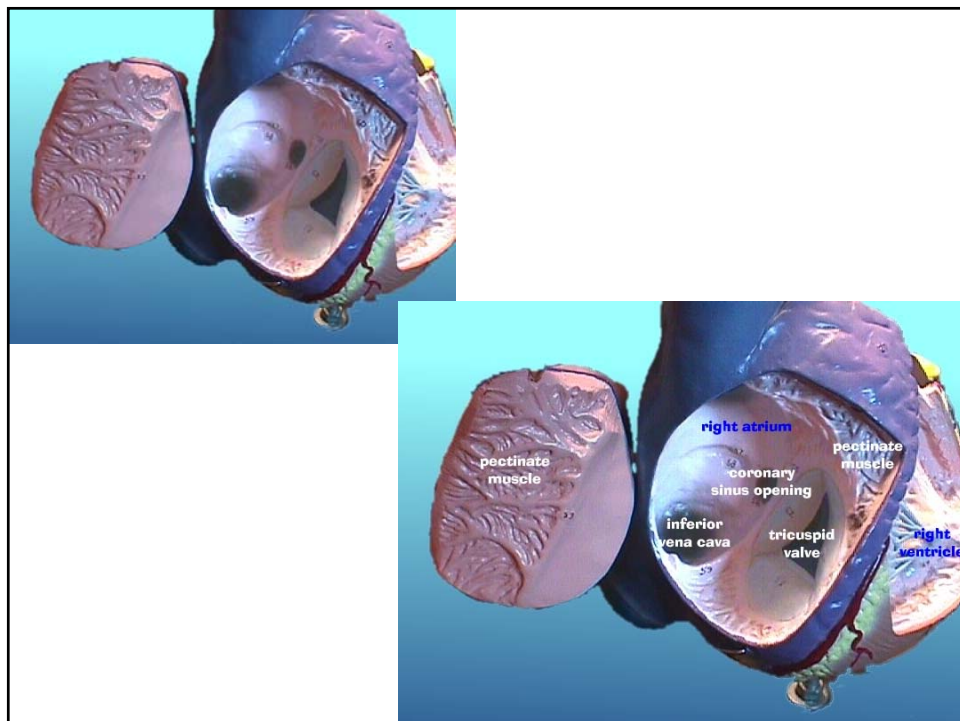 right atrium
pectinate
muscle
pectinate
muscle
coronary
sinus opening
inferior
vena cava
tricuspid
valve
right
ventricle